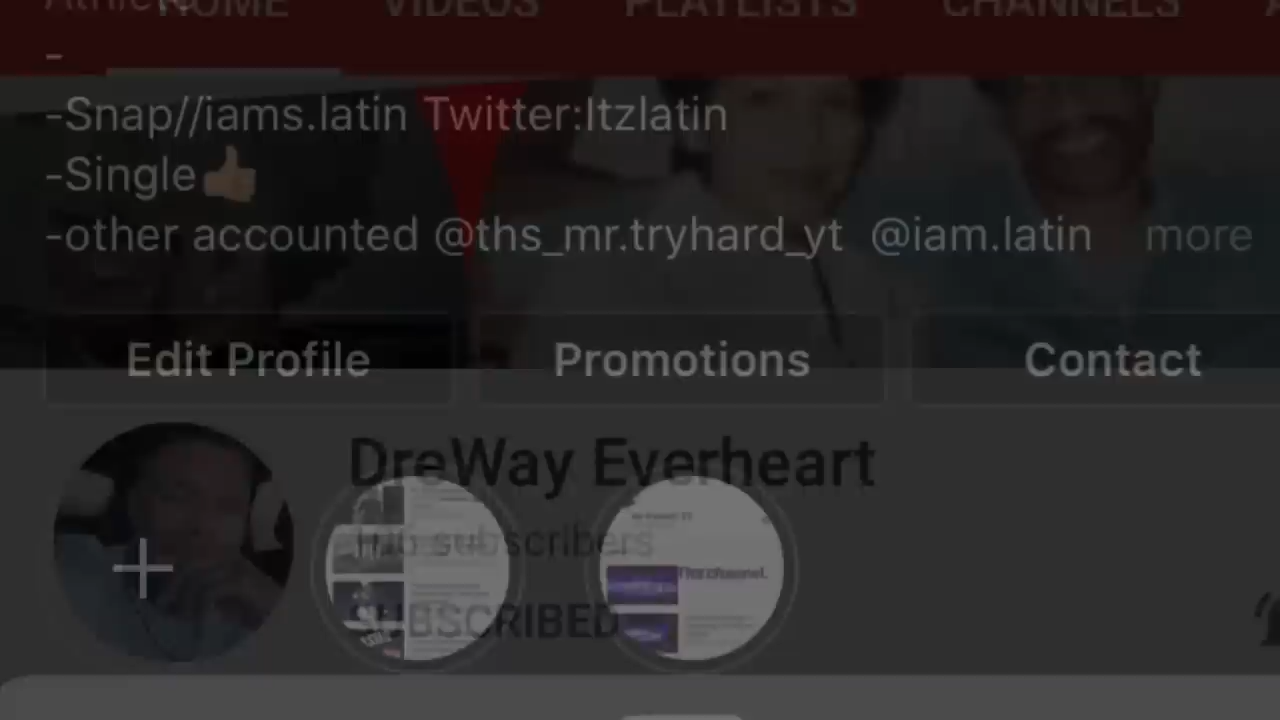 HOME VIDEOS PLAYLISTS CHANNELS
-
-Snap//iams.latin Twitter:Itzlatin
-Single👍🏼
-other accounted @ths_mr.tryhard_yt @iam.latin more
Edit Profile Promotions Contact
DreWay Everheart
subscribers
SUBSCRIBED